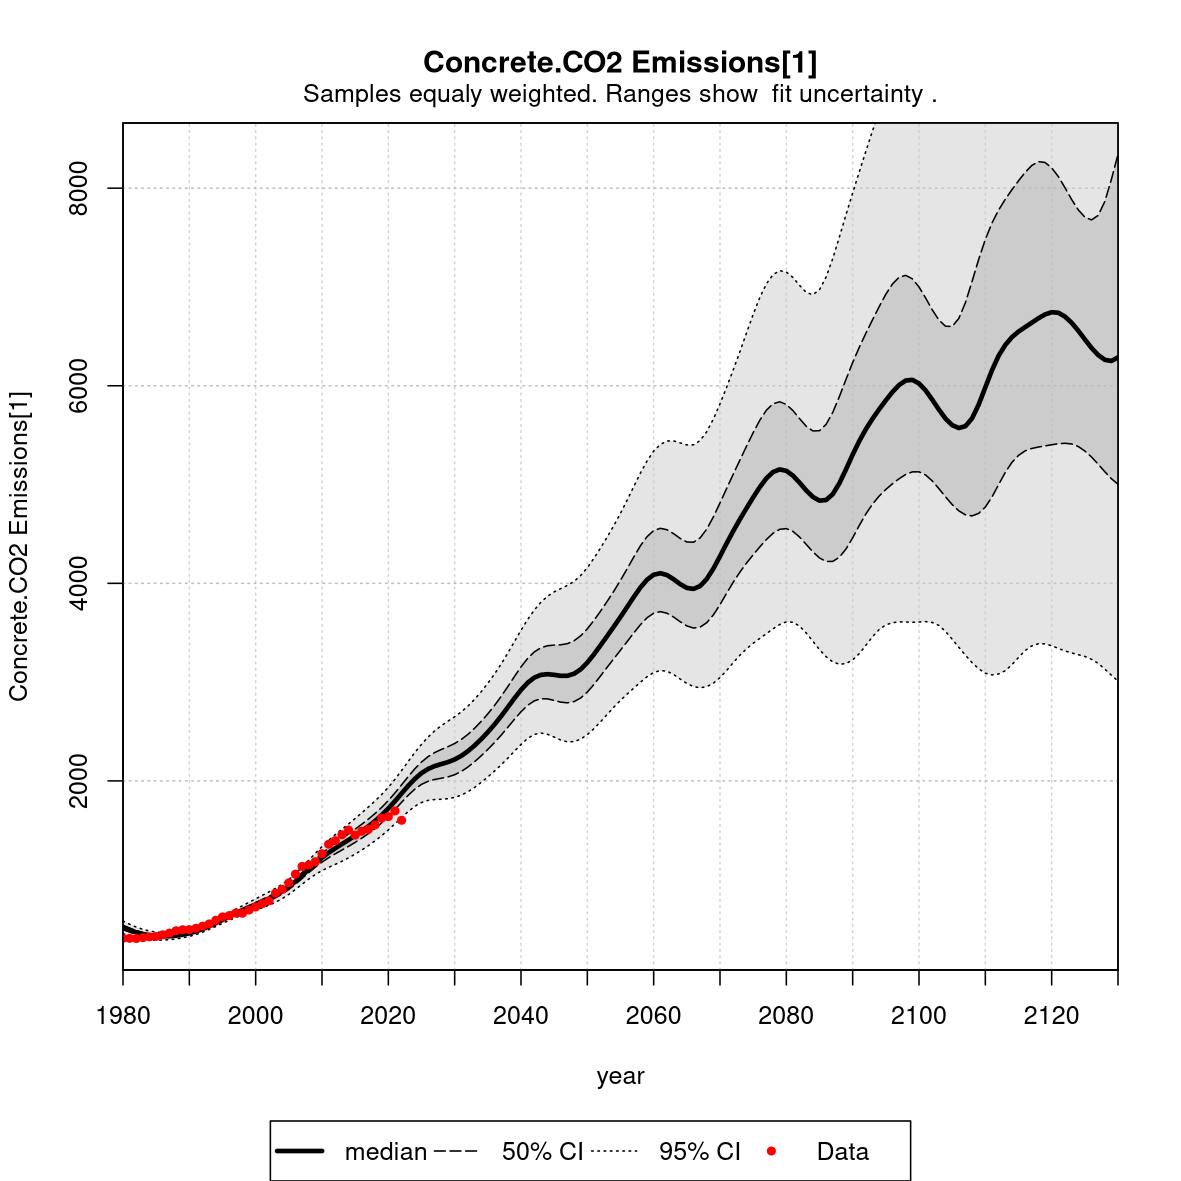 Concrete.CO2 Emissions[1]
Samples equaly weighted. Ranges show  fit uncertainty .
Concrete.CO2 Emissions[1]
8000
6000
4000
2000
1980 2000 2020 2040 2060 2080 2100 2120
year
median 50% CI 95% CI Data